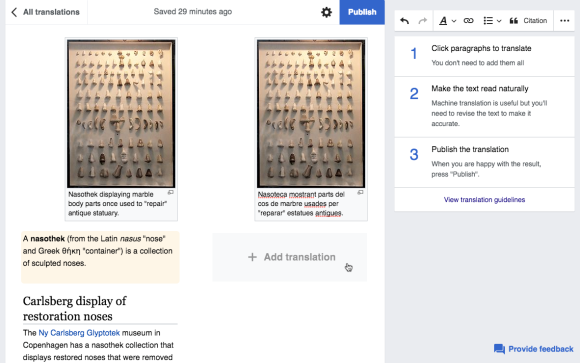 All translations
Saved 29 minutes ago
Publish
Citation
Nasothek displaying marble
body parts once used to "repair"
antique statuary.
Nasoteca mostrant parts del
cos de marbre usades per
"reparar" estatues antigues.
A nasothek (from the Latin nasus "nose"
and Greek θήκη "container") is a collection
of sculpted noses.
+ Add translation
Carlsberg display of
restoration noses
The Ny Carlsberg Glyptotek museum in
Copenhagen has a nasothek collection that
displays restored noses that were removed
1 Click paragraphs to translate
You don't need to add them all
2 Make the text read naturally
Machine translation is useful but you'll
need to revise the text to make it
accurate.
3 Publish the translation
When you are happy with the result,
press "Publish".
View translation guidelines
Provide feedback